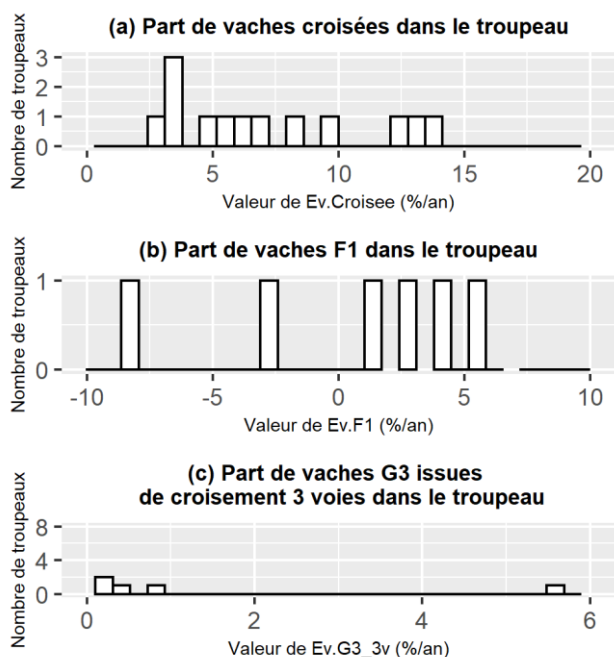 (a) Part de vaches croisées dans le troupeau
Nombre de troupeaux
3
2
1
0
0 5 10 15 20
Valeur de Ev.Croisee (%/an)
(b) Part de vaches F1 dans le troupeau
Nombre de troupeaux
1
0
-10 -5 0 5 10
Valeur de Ev.F1 (%/an)
(c) Part de vaches G3 issues
de croisement 3 voies dans le troupeau
Nombre de troupeaux
8
4
0
0 2 4 6
Valeur de Ev.G3_3v (%/an)